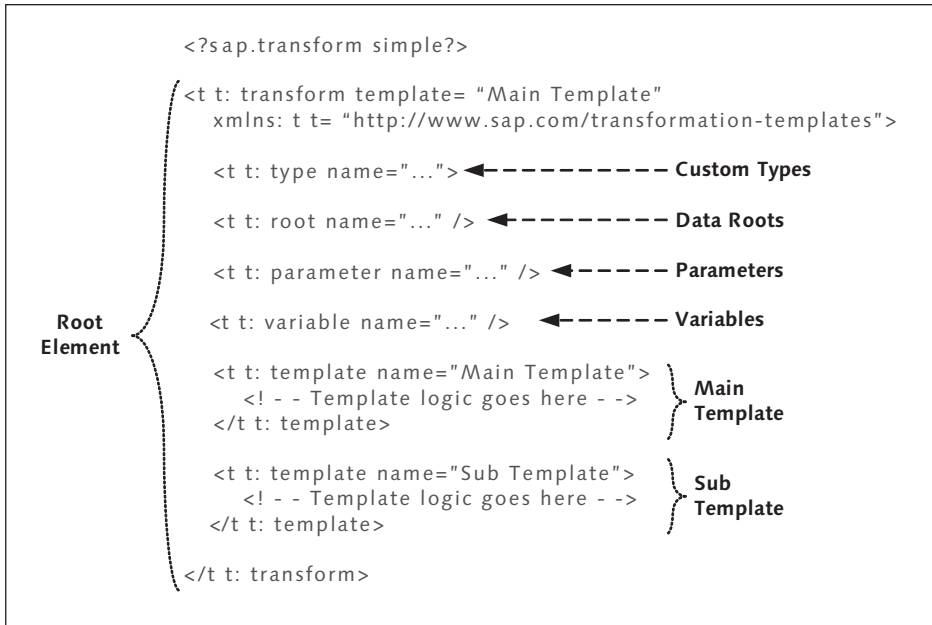 <?sap.transform simple?>
<t t: transform template= “Main Template”
xmlns: t t= “http://www.sap.com/transformation-templates”>
<t t: type name="..."> Custom Types
<t t: root name="..." /> Data Roots
<t t: parameter name="..." /> Parameters
<t t: variable name="..." /> Variables
Root
Element
<t t: template name="Main Template">
<! - - Template logic goes here - ->
</t t: template>
Main
Template
<t t: template name="Sub Template">
<! - - Template logic goes here - ->
</t t: template>
Sub
Template
</t t: transform>